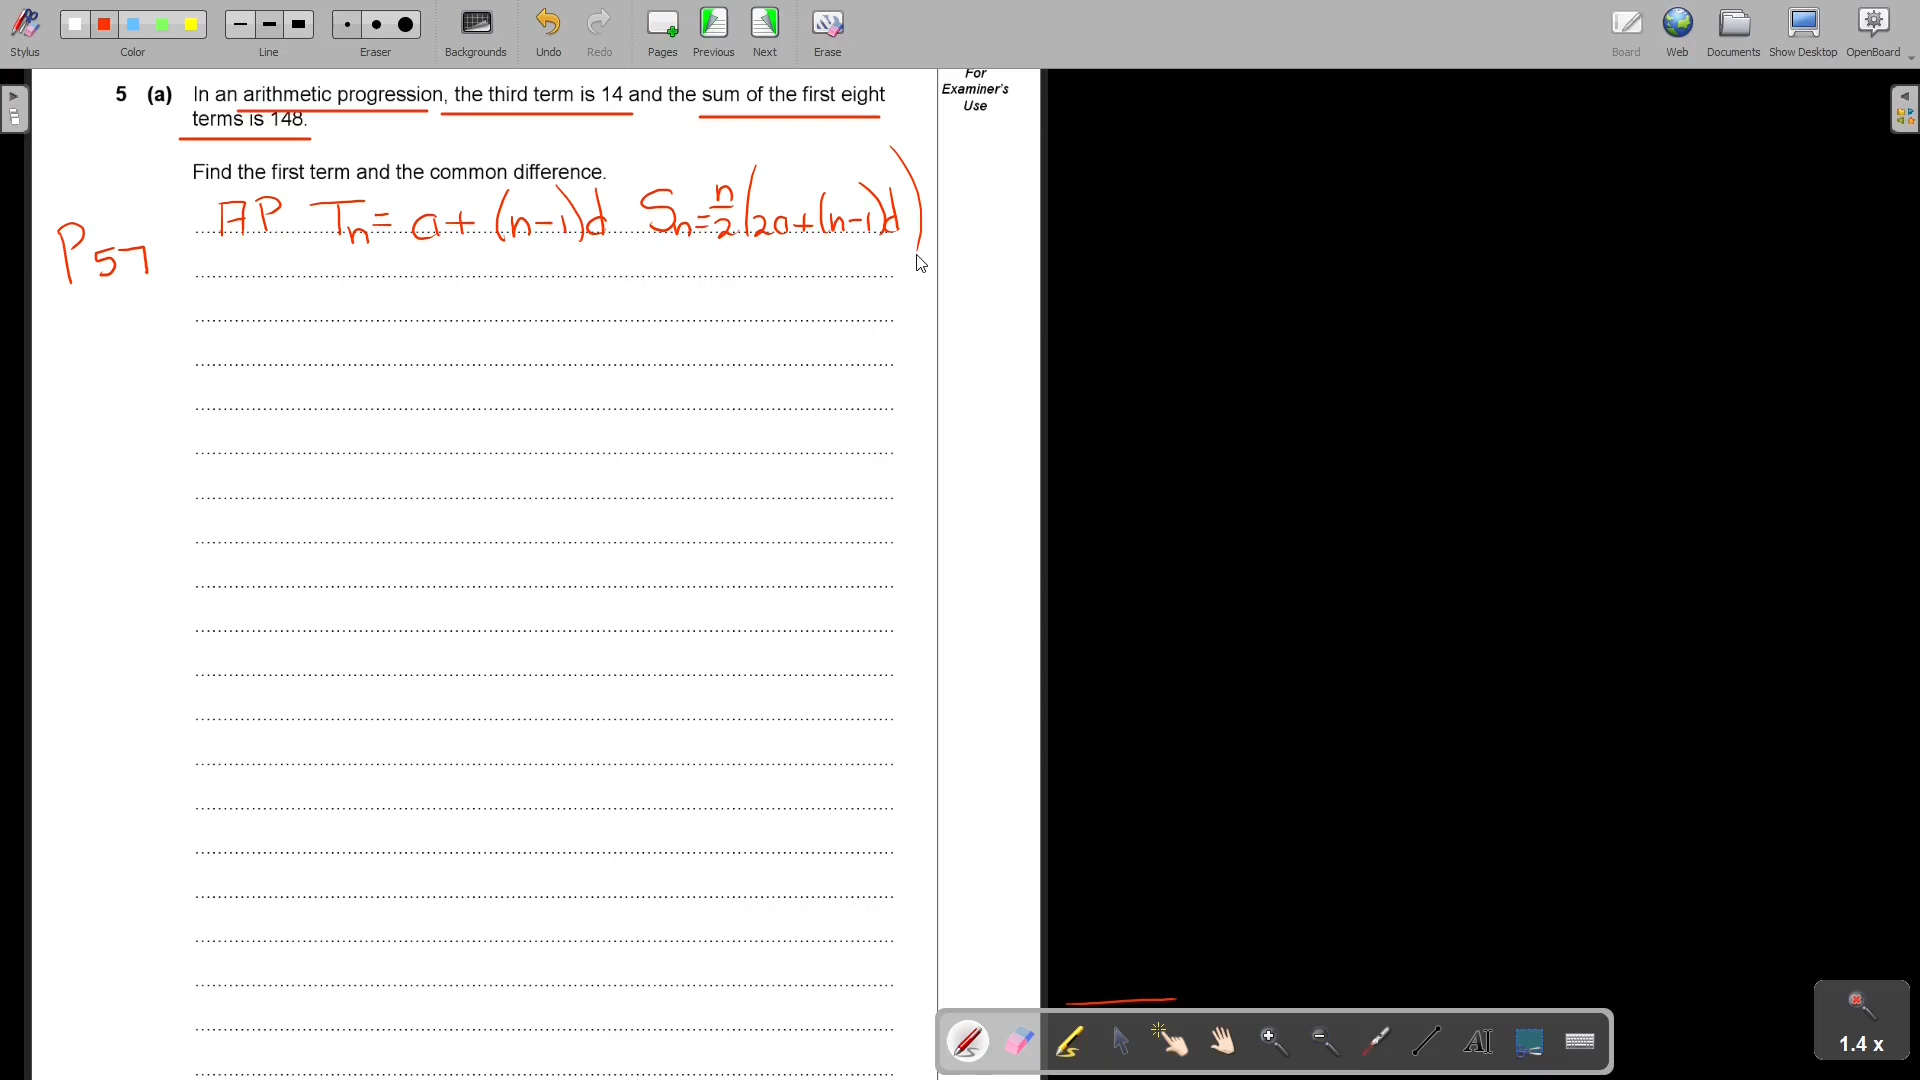 Stylus Color Line Eraser Backgrounds Undo Redo Pages Previous Next Erase Board Web Documents Show Desktop OpenBoard
For
Examiner's
Use
5 (a) In an arithmetic progression, the third term is 14 and the sum of the first eight
terms is 148.
Find the first term and the common difference.
AP Tn = a + (n-1)d Sn = n/2 (2a+(n-1)d)
P 57
AI
1.4 x